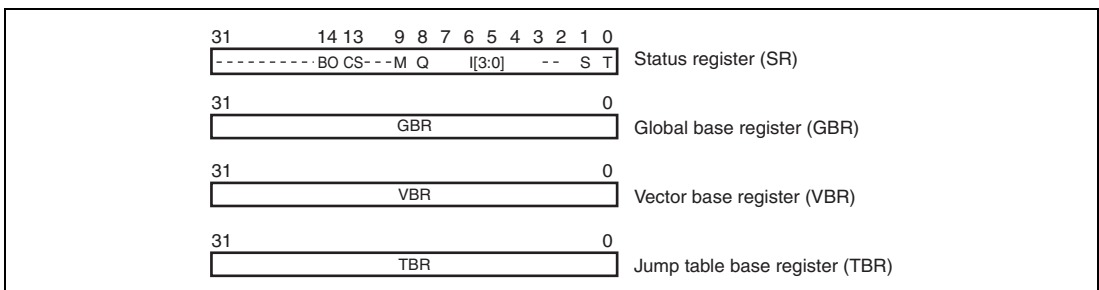 31 14 13 9 8 7 6 5 4 3 2 1 0
- - - - - - - - - - BO CS - - - M Q I[3:0] - - S T Status register (SR)
31 0
GBR Global base register (GBR)
31 0
VBR Vector base register (VBR)
31 0
TBR Jump table base register (TBR)